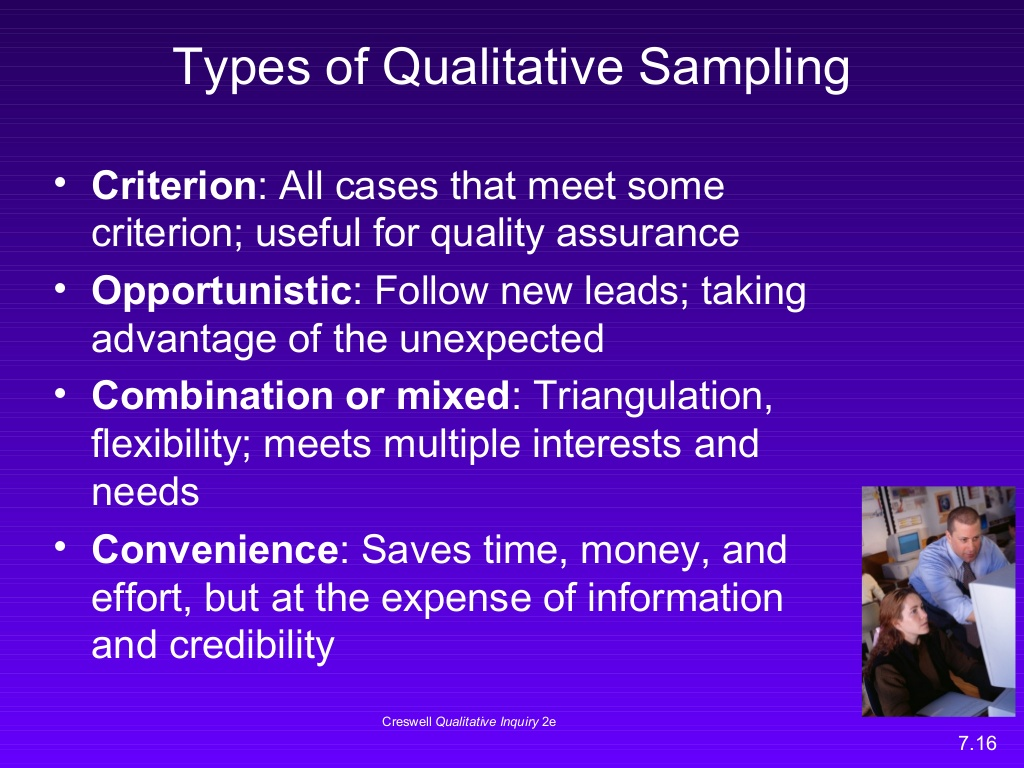 Types of Qualitative Sampling
• Criterion: All cases that meet some
criterion; useful for quality assurance
• Opportunistic: Follow new leads; taking
advantage of the unexpected
• Combination or mixed: Triangulation,
flexibility; meets multiple interests and
needs
• Convenience: Saves time, money, and
effort, but at the expense of information
and credibility
Creswell Qualitative Inquiry 2e
7.16